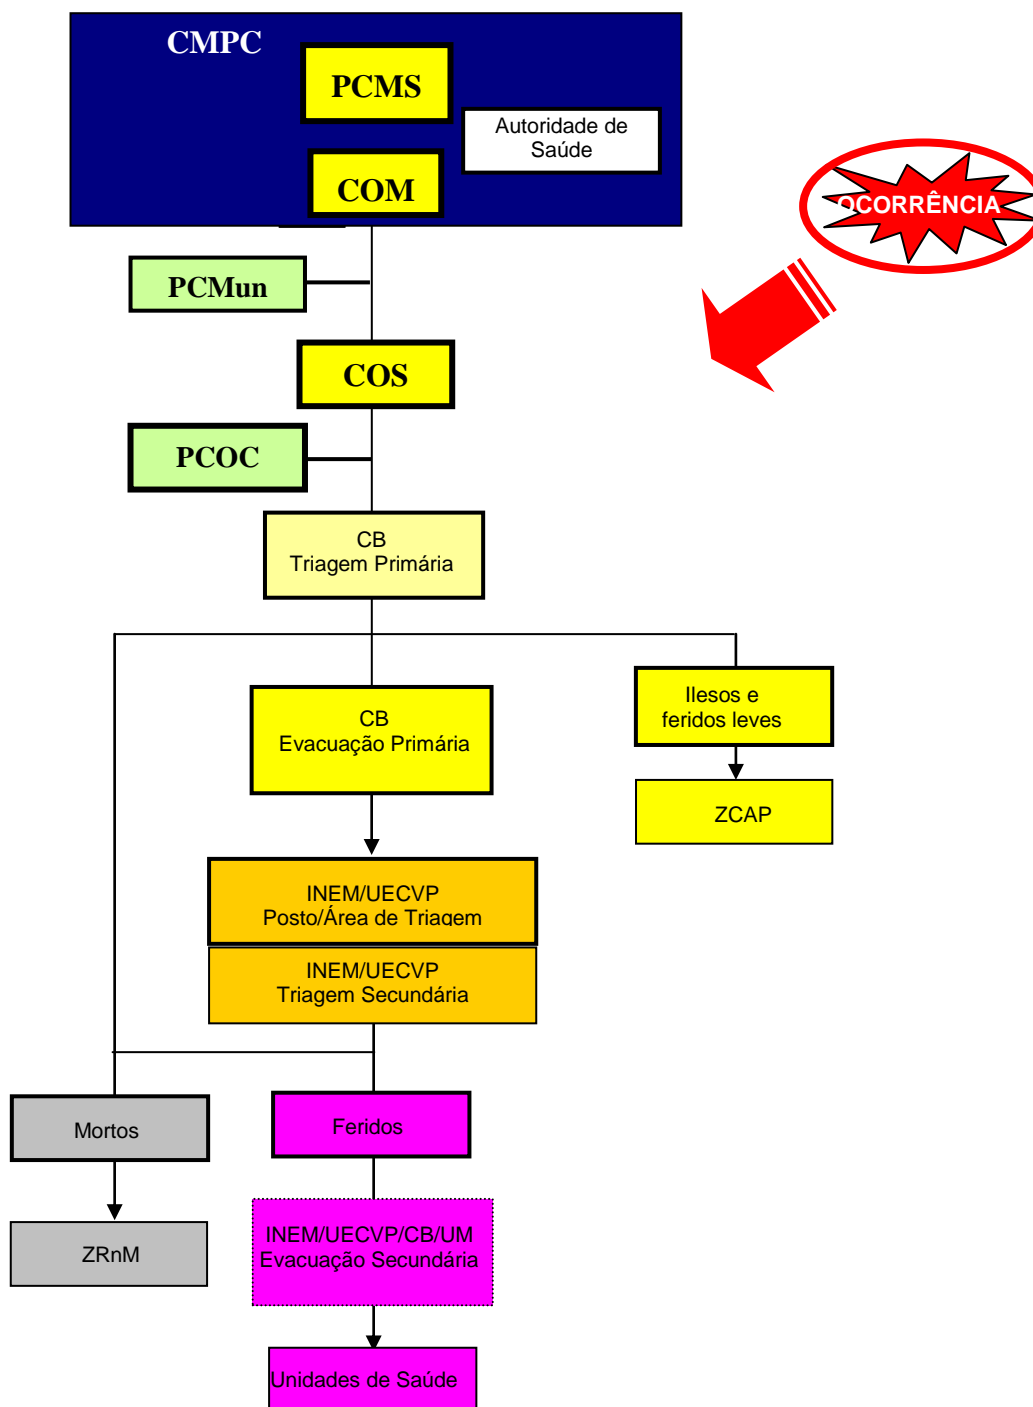 CMPC
PCMS
Autoridade de
Saúde
COM
OCORRÊNCIA
PCMun
COS
PCOC
CB
Triagem Primária
CB
Evacuação Primária
Ilesos e
feridos leves
ZCAP
INEM/UECVP
Posto/Área de Triagem
INEM/UECVP
Triagem Secundária
Mortos
Feridos
ZRnM
INEM/UECVP/CB/UM
Evacuação Secundária
Unidades de Saúde